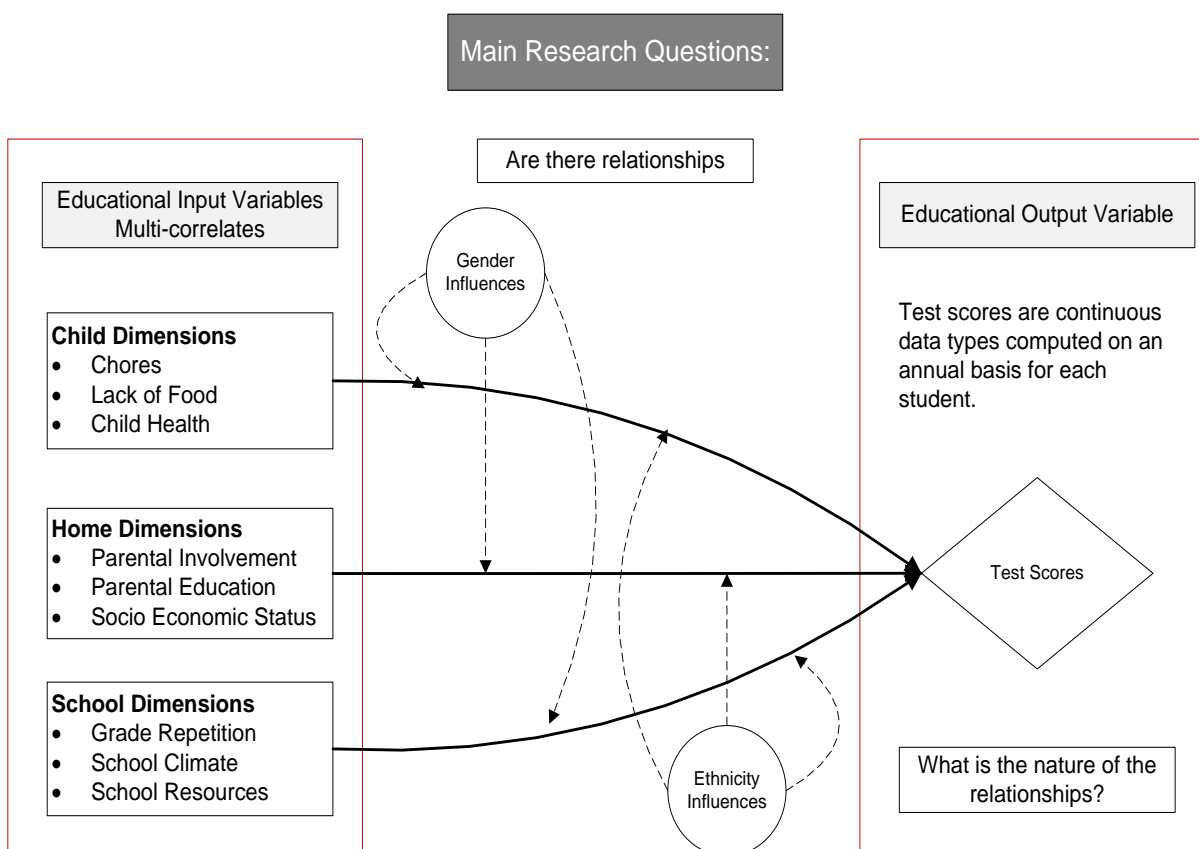 Main Research Questions:
Are there relationships
Educational Input Variables
Multi-correlates
Educational Output Variable
Gender
Influences
Child Dimensions
• Chores
• Lack of Food
• Child Health
Test scores are continuous
data types computed on an
annual basis for each
student.
Home Dimensions
• Parental Involvement
• Parental Education
• Socio Economic Status
Test Scores
School Dimensions
• Grade Repetition
• School Climate
• School Resources
Ethnicity
Influences
What is the nature of the
relationships?